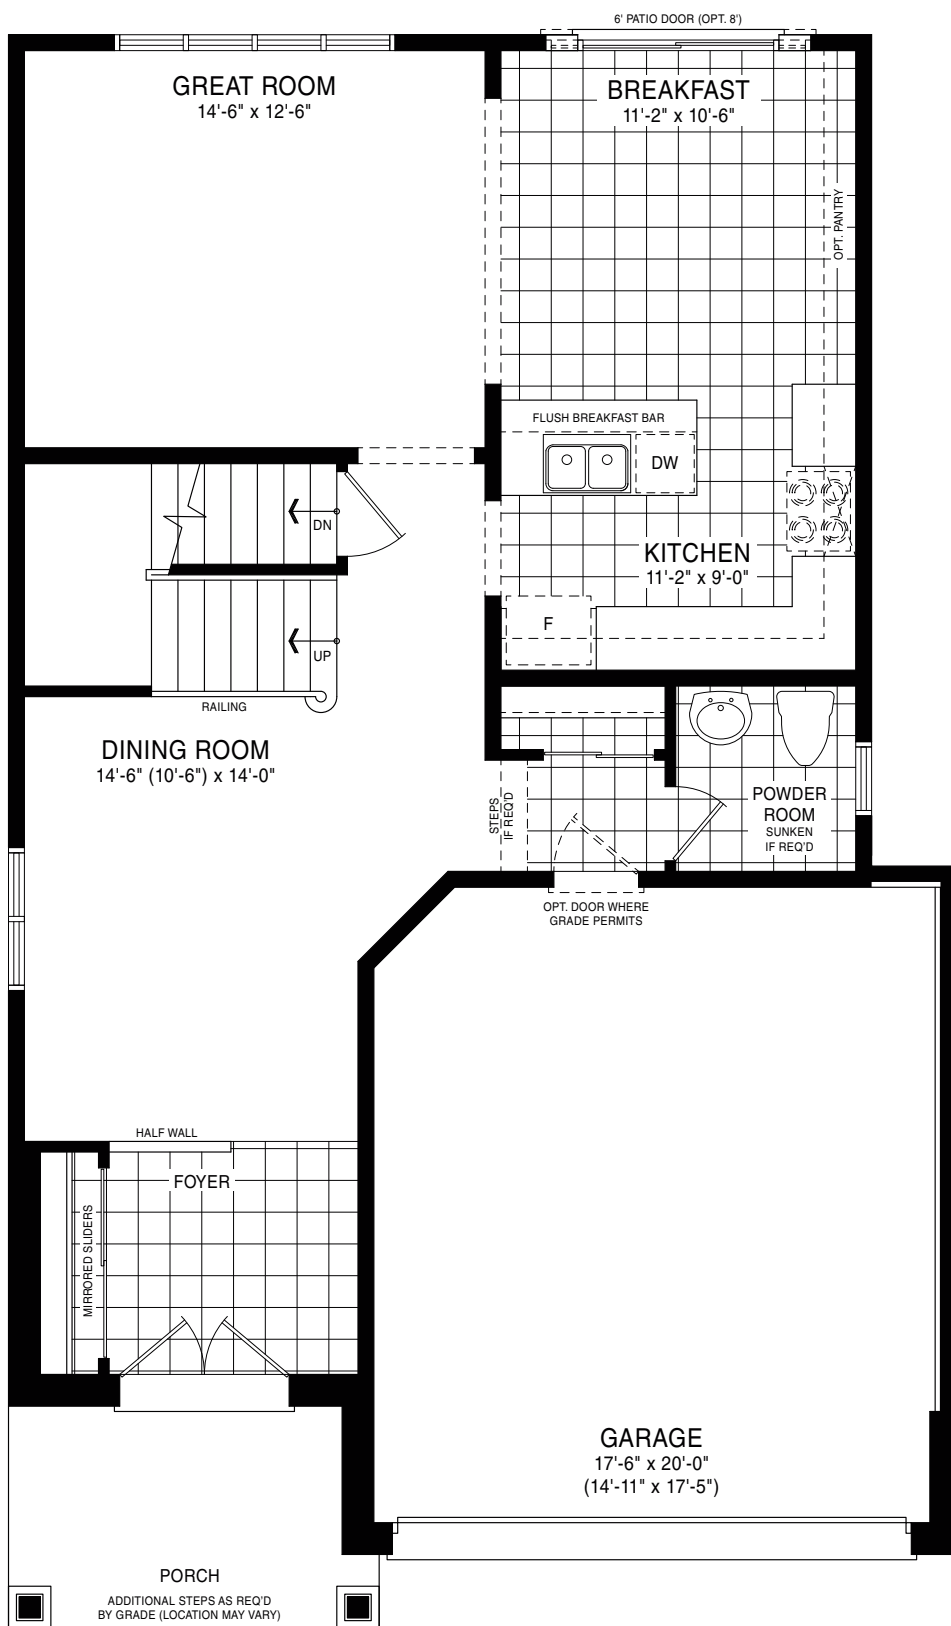 6' PATIO DOOR (OPT. 8')
GREAT ROOM
14'-6" x 12'-6"
BREAKFAST
11'-2" x 10'-6"
OPT. PANTRY
FLUSH BREAKFAST BAR
DW
DN
KITCHEN
11'-2" x 9'-0"
F
UP
RAILING
DINING ROOM
14'-6" (10'-6") x 14'-0"
STEPS
IF REQ'D
POWDER
ROOM
SUNKEN
IF REQ'D
OPT. DOOR WHERE
GRADE PERMITS
HALF WALL
FOYER
MIRRORED SLIDERS
GARAGE
17'-6" x 20'-0"
(14'-11" x 17'-5")
PORCH
ADDITIONAL STEPS AS REQ'D
BY GRADE (LOCATION MAY VARY)